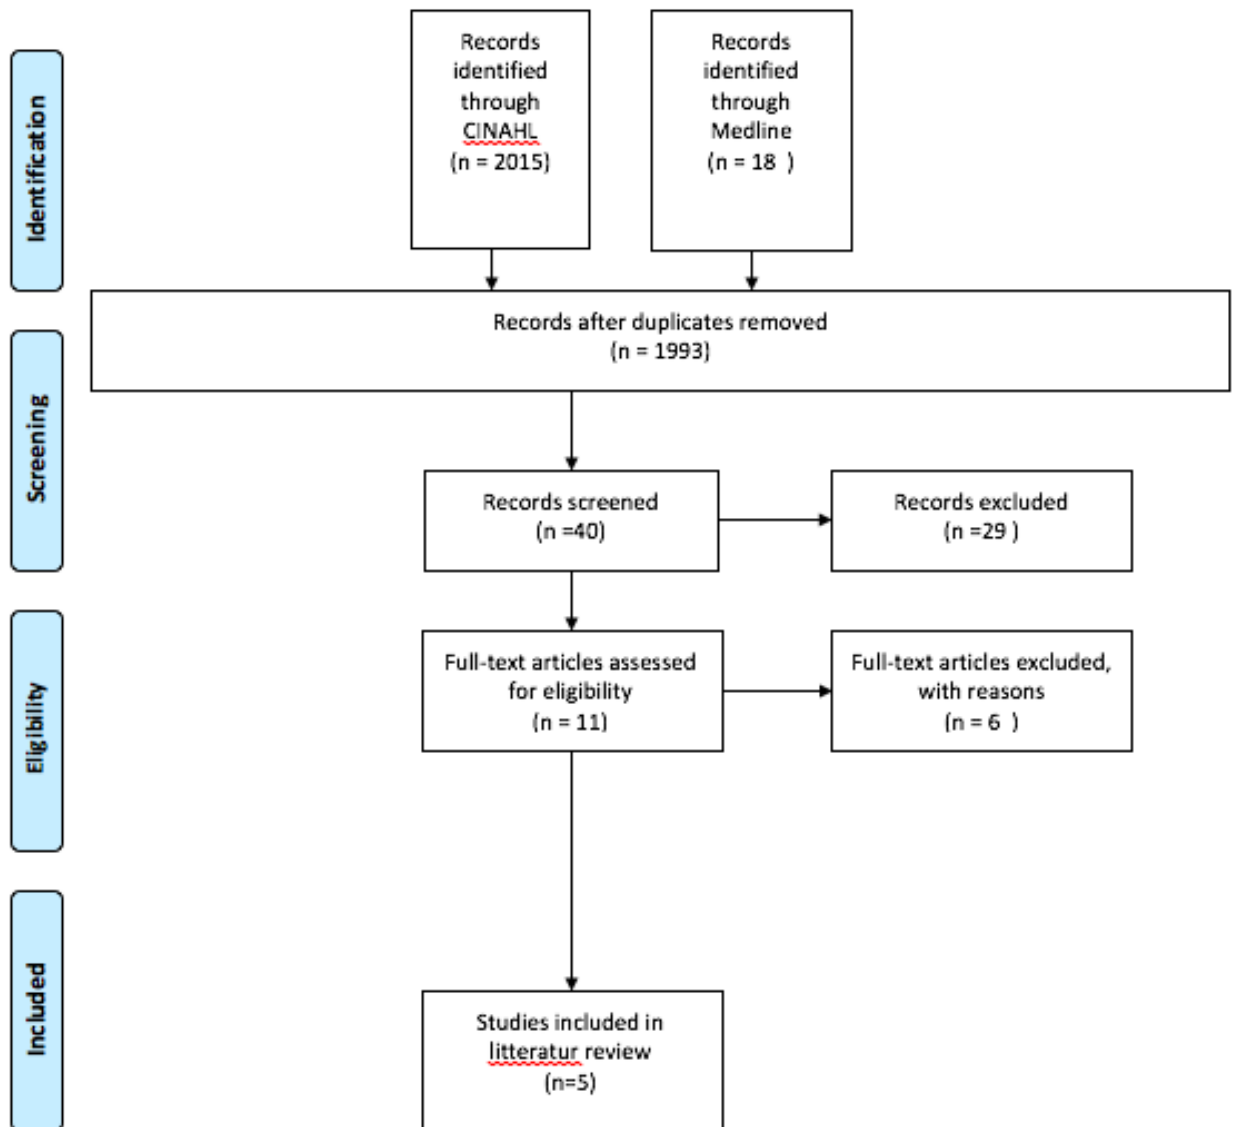 Identification
Records
identified
through
CINAHL
(n = 2015)
Records
identified
through
Medline
(n = 18  )
Records after duplicates removed
(n = 1993)
Screening
Records screened
(n =40)
Records excluded
(n =29 )
Eligibility
Full-text articles assessed
for eligibility
(n = 11)
Full-text articles excluded,
with reasons
(n = 6  )
Included
Studies included in
litteratur review
(n=5)